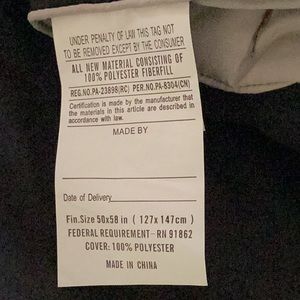 UNDER PENALTY OF LAW THIS TAG NOT
TO BE REMOVED EXCEPT BY THE CONSUMER
ALL NEW MATERIAL CONSISTING OF
100% POLYESTER FIBERFILL
REG.NO.PA-23898(RC) PER.NO.PA-8304(CN)
Certification is made by the manufacturer that
the materials in this article are described in
accordance with law.
MADE BY
Date of Delivery
Fin.Size 50x58 in ( 127x 147cm )
FEDERAL REQUIREMENT- RN 91862
COVER: 100% POLYESTER
MADE IN CHINA